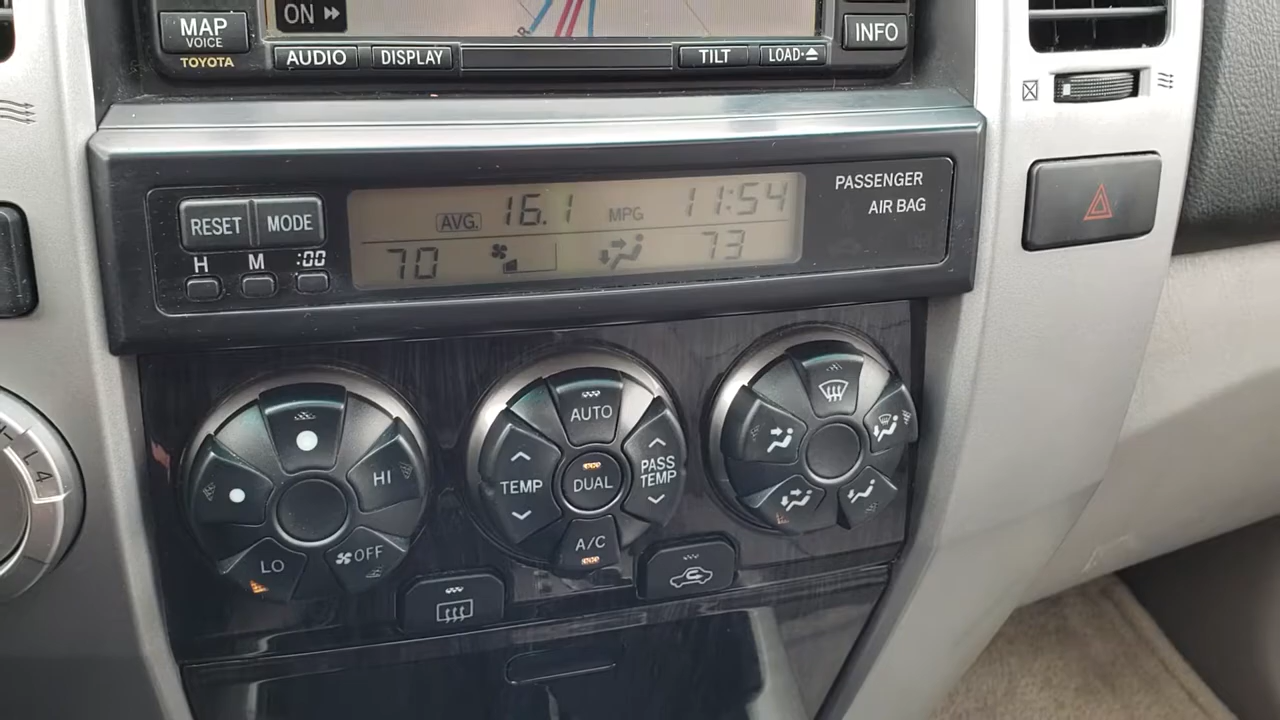 ON
MAP
VOICE
TOYOTA
AUDIO
DISPLAY
TILT
LOAD
INFO
RESET
MODE
H
M
:00
AVG. 16.1 MPG 11:54
70 73
PASSENGER
AIR BAG
HI
LO
OFF
AUTO
TEMP
DUAL
PASS
TEMP
A/C
L4